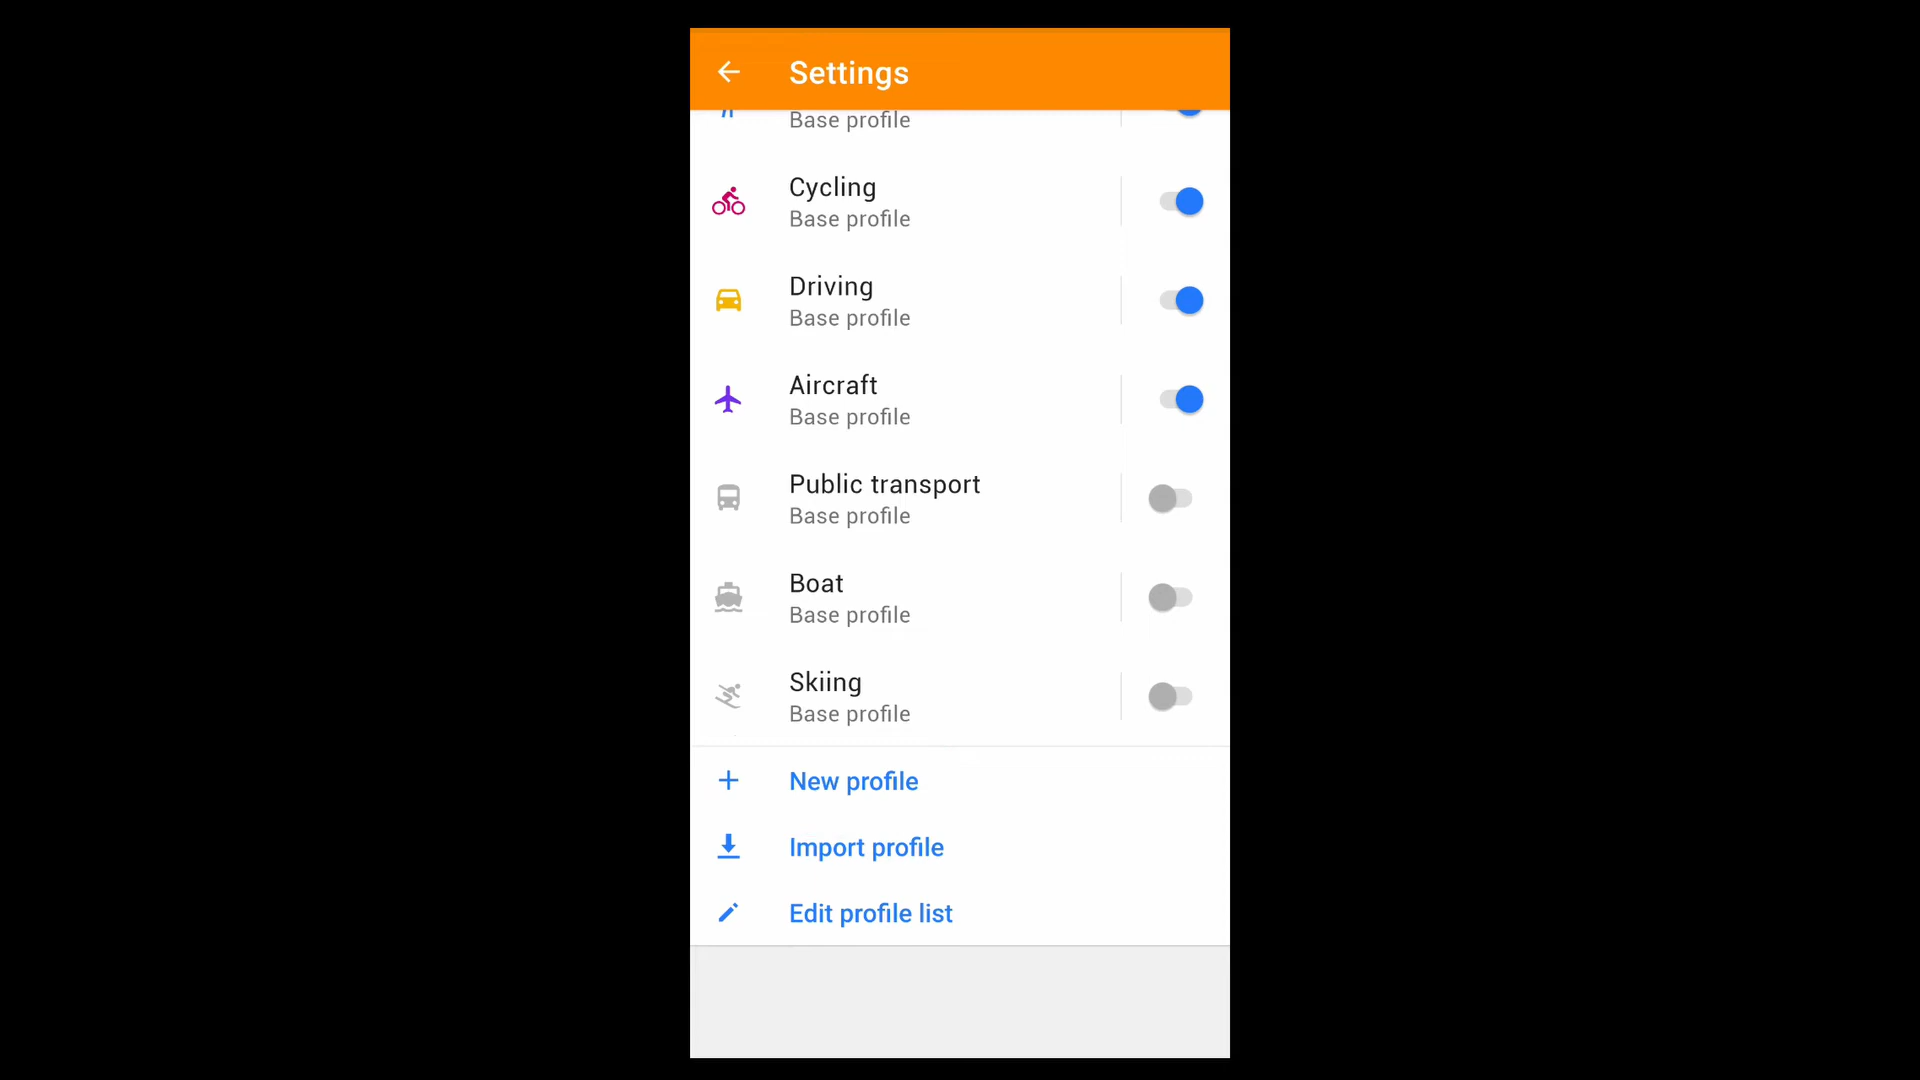 Settings
Base profile
Cycling
Base profile
Driving
Base profile
Aircraft
Base profile
Public transport
Base profile
Boat
Base profile
Skiing
Base profile
New profile
Import profile
Edit profile list